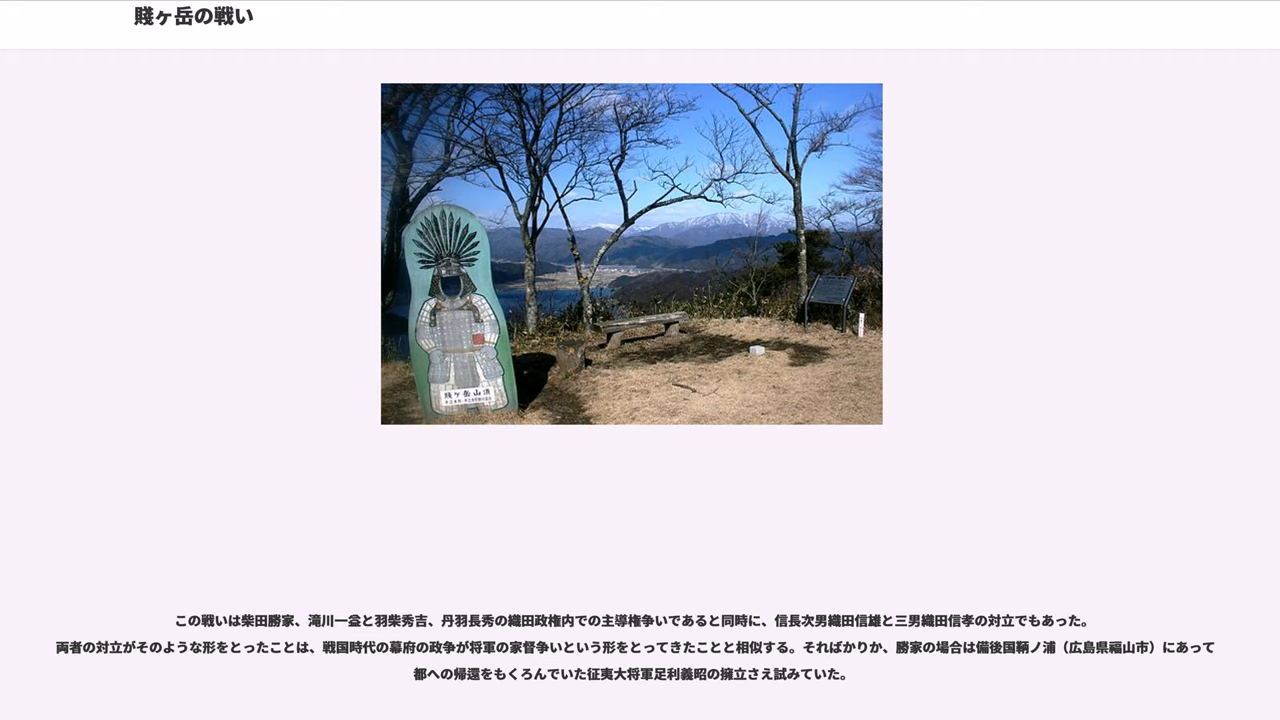 賤ヶ岳の戦い
賤ケ岳山頂
この戦いは柴田勝家、滝川一益と羽柴秀吉、丹羽長秀の織田政権内での主導権争いであると同時に、信長次男織田信雄と三男織田信孝の対立でもあった。
両者の対立がそのような形をとったことは、戦国時代の幕府の政争が将軍の家督争いという形をとってきたことと相似する。そればかりか、勝家の場合は備後国鞆ノ浦（広島県福山市）にあって
都への帰還をもくろんでいた征夷大将軍足利義昭の擁立さえ試みていた。